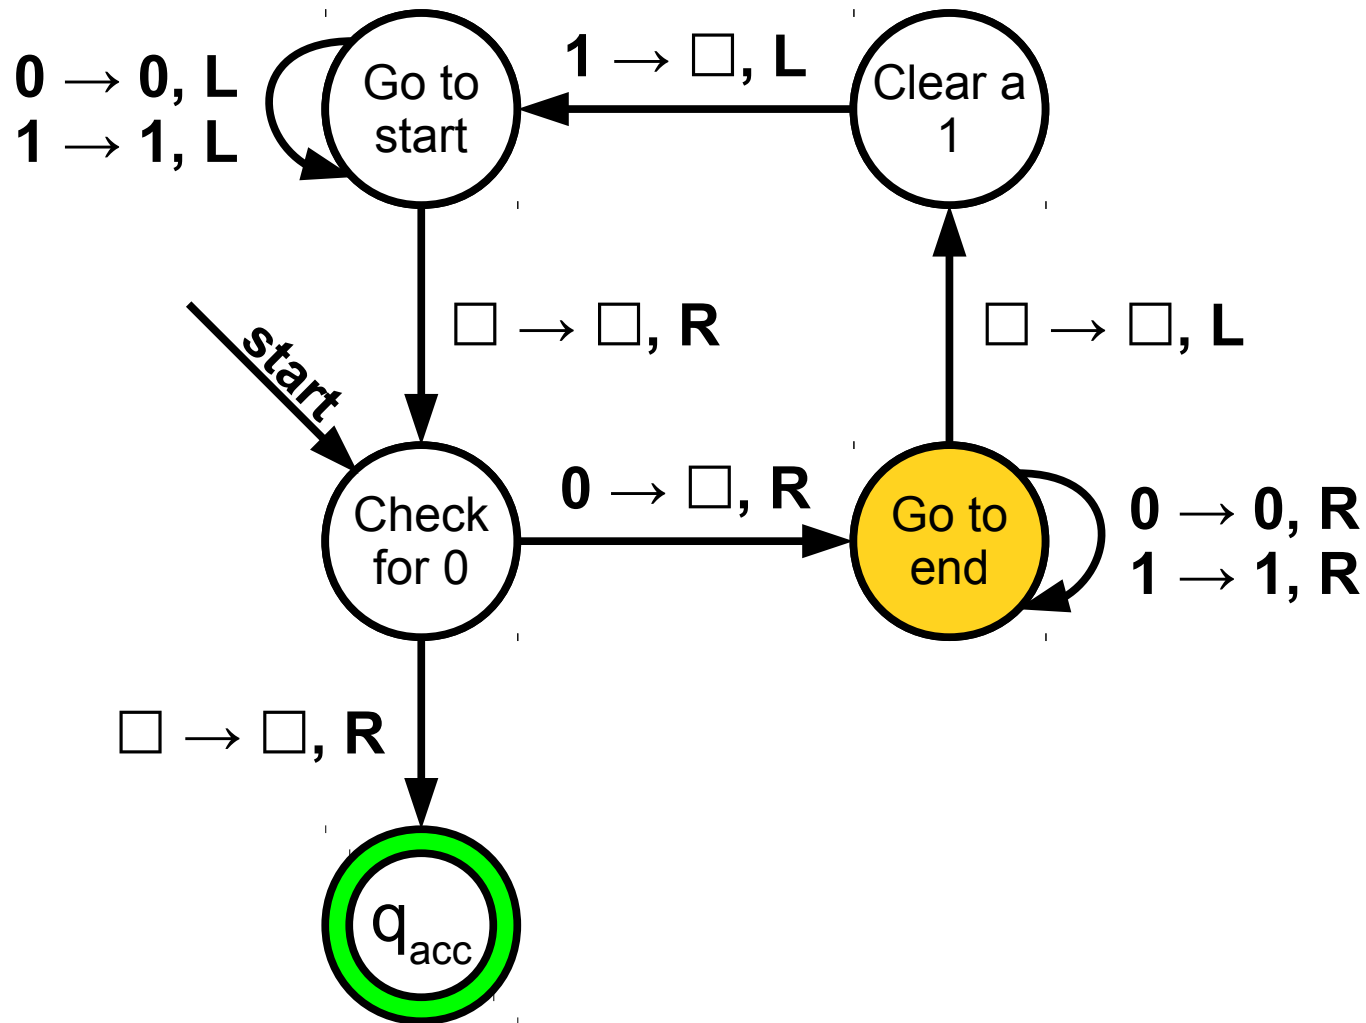 0 → 0, L
1 → 1, L
Go to
start
1 → □, L
Clear a
1
□ → □, R
□ → □, L
start
Check
for 0
0 → □, R
Go to
end
0 → 0, R
1 → 1, R
□ → □, R
qacc